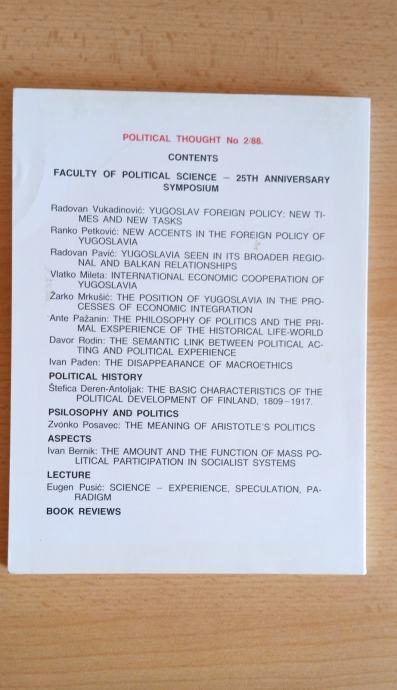 POLITICAL THOUGHT No 2/88.
CONTENTS
FACULTY OF POLITICAL SCIENCE – 25TH ANNIVERSARY
SYMPOSIUM
Radovan Vukadinović: YUGOSLAV FOREIGN POLICY: NEW TI-
MES AND NEW TASKS
Ranko Petković: NEW ACCENTS IN THE FOREIGN POLICY OF
YUGOSLAVIA
Radovan Pavić: YUGOSLAVIA SEEN IN ITS BROADER REGIO-
NAL AND BALKAN RELATIONSHIPS
Vlatko Mileta: INTERNATIONAL ECONOMIC COOPERATION OF
YUGOSLAVIA
Žarko Mrkušić: THE POSITION OF YUGOSLAVIA IN THE PRO-
CESSES OF ECONOMIC INTEGRATION
Ante Pažanin: THE PHILOSOPHY OF POLITICS AND THE PRI-
MAL EXSPERIENCE OF THE HISTORICAL LIFE-WORLD
Davor Rodin: THE SEMANTIC LINK BETWEEN POLITICAL AC-
TING AND POLITICAL EXPERIENCE
Ivan Pađen: THE DISAPPEARANCE OF MACROETHICS
POLITICAL HISTORY
Štefica Deren-Antoljak: THE BASIC CHARACTERISTICS OF THE
POLITICAL DEVELOPMENT OF FINLAND, 1809–1917.
PSILOSOPHY AND POLITICS
Zvonko Posavec: THE MEANING OF ARISTOTLE'S POLITICS
ASPECTS
Ivan Bernik: THE AMOUNT AND THE FUNCTION OF MASS PO-
LITICAL PARTICIPATION IN SOCIALIST SYSTEMS
LECTURE
Eugen Pusić: SCIENCE – EXPERIENCE, SPECULATION, PA-
RADIGM
BOOK REVIEWS